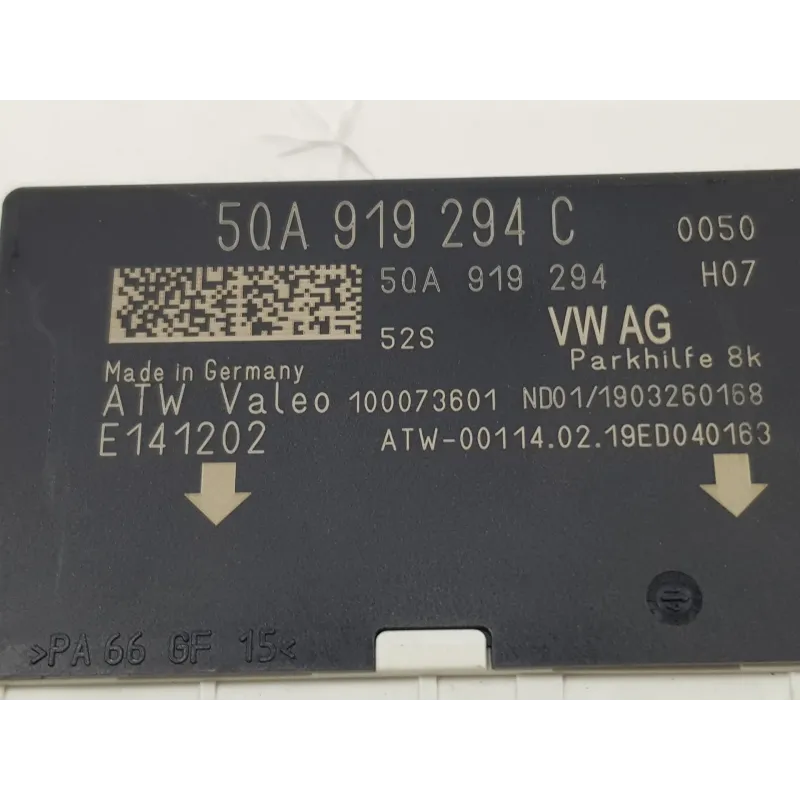 5QA 919 294 C 0050
5QA 919 294 H07
52S VW AG
Parkhilfe 8k
Made in Germany
ATW Valeo 100073601 ND01/1903260168
E141202 ATW-00114.02.19ED040163
>PA 66 GF 15<